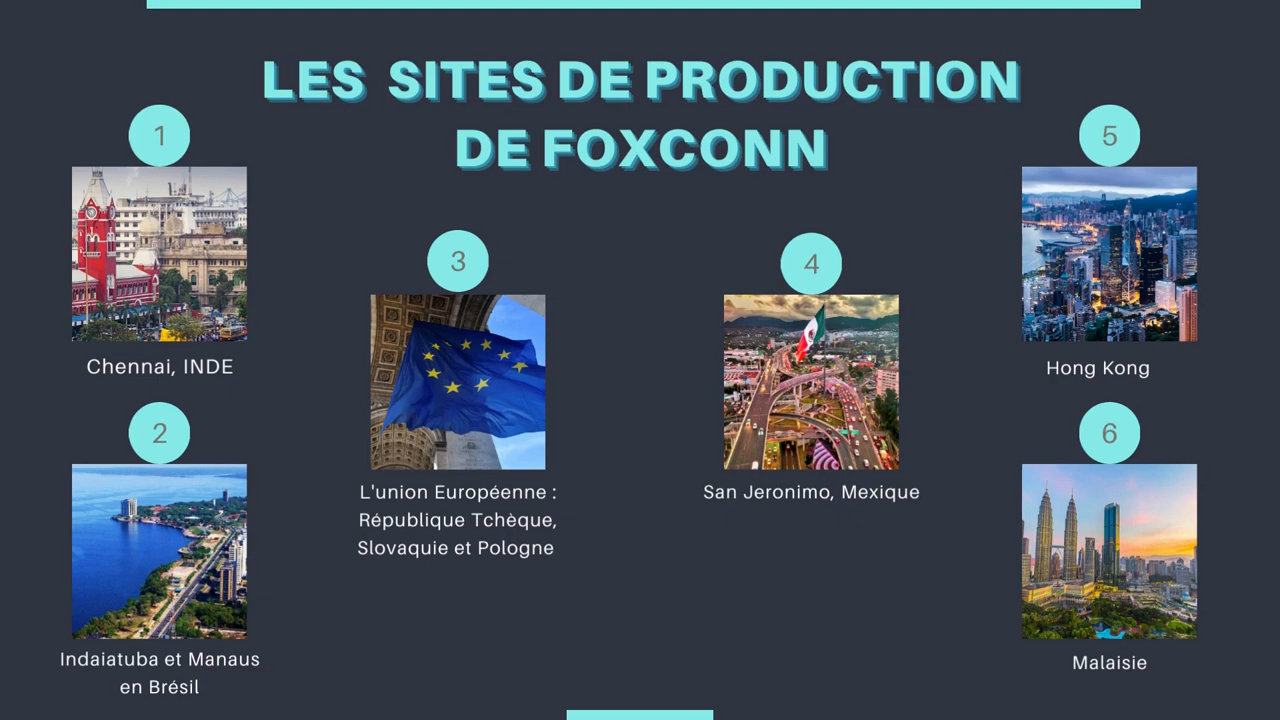 LES SITES DE PRODUCTION
DE FOXCONN
1
Chennai, INDE
2
Indaiatuba et Manaus
en Brésil
3
L'union Européenne :
République Tchèque,
Slovaquie et Pologne
4
San Jeronimo, Mexique
5
Hong Kong
6
Malaisie